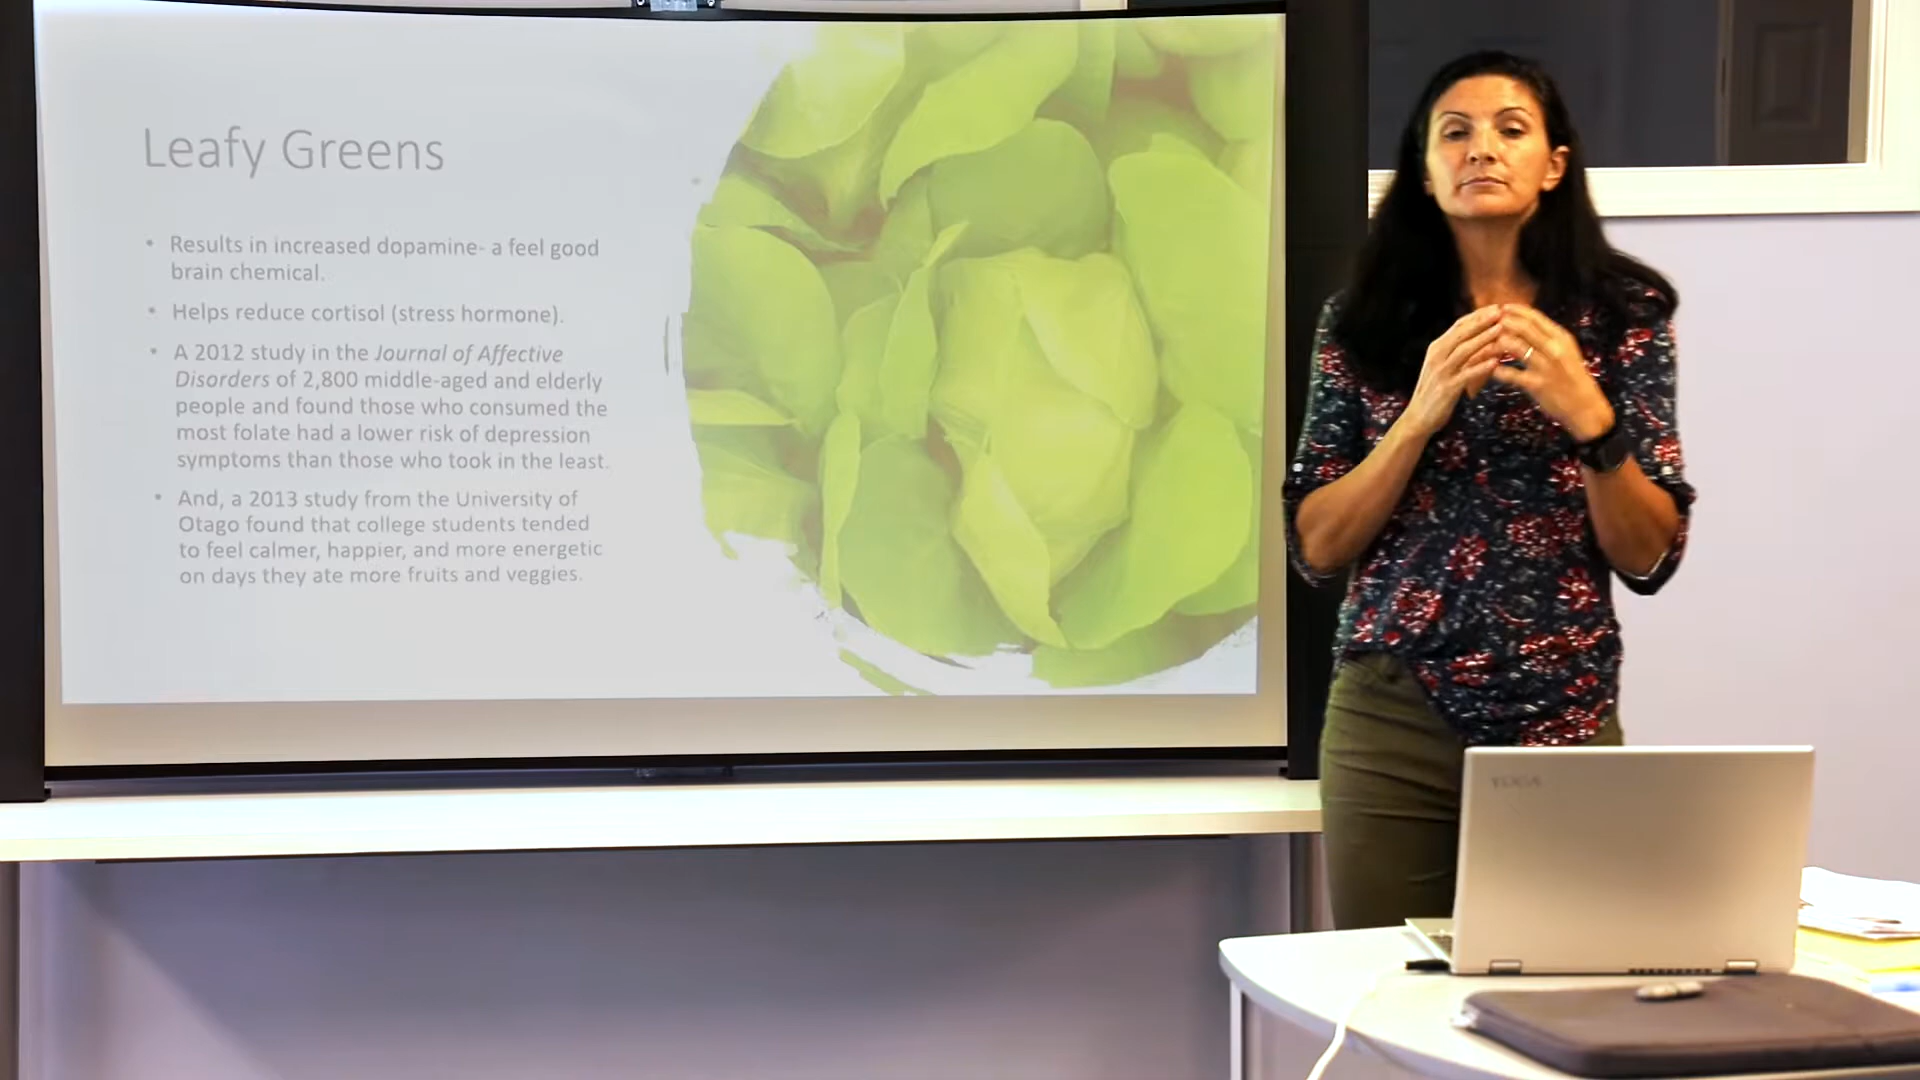 Leafy Greens
• Results in increased dopamine- a feel good
brain chemical.
• Helps reduce cortisol (stress hormone).
• A 2012 study in the Journal of Affective
Disorders of 2,800 middle-aged and elderly
people and found those who consumed the
most folate had a lower risk of depression
symptoms than those who took in the least.
• And, a 2013 study from the University of
Otago found that college students tended
to feel calmer, happier, and more energetic
on days they ate more fruits and veggies.
YOGA